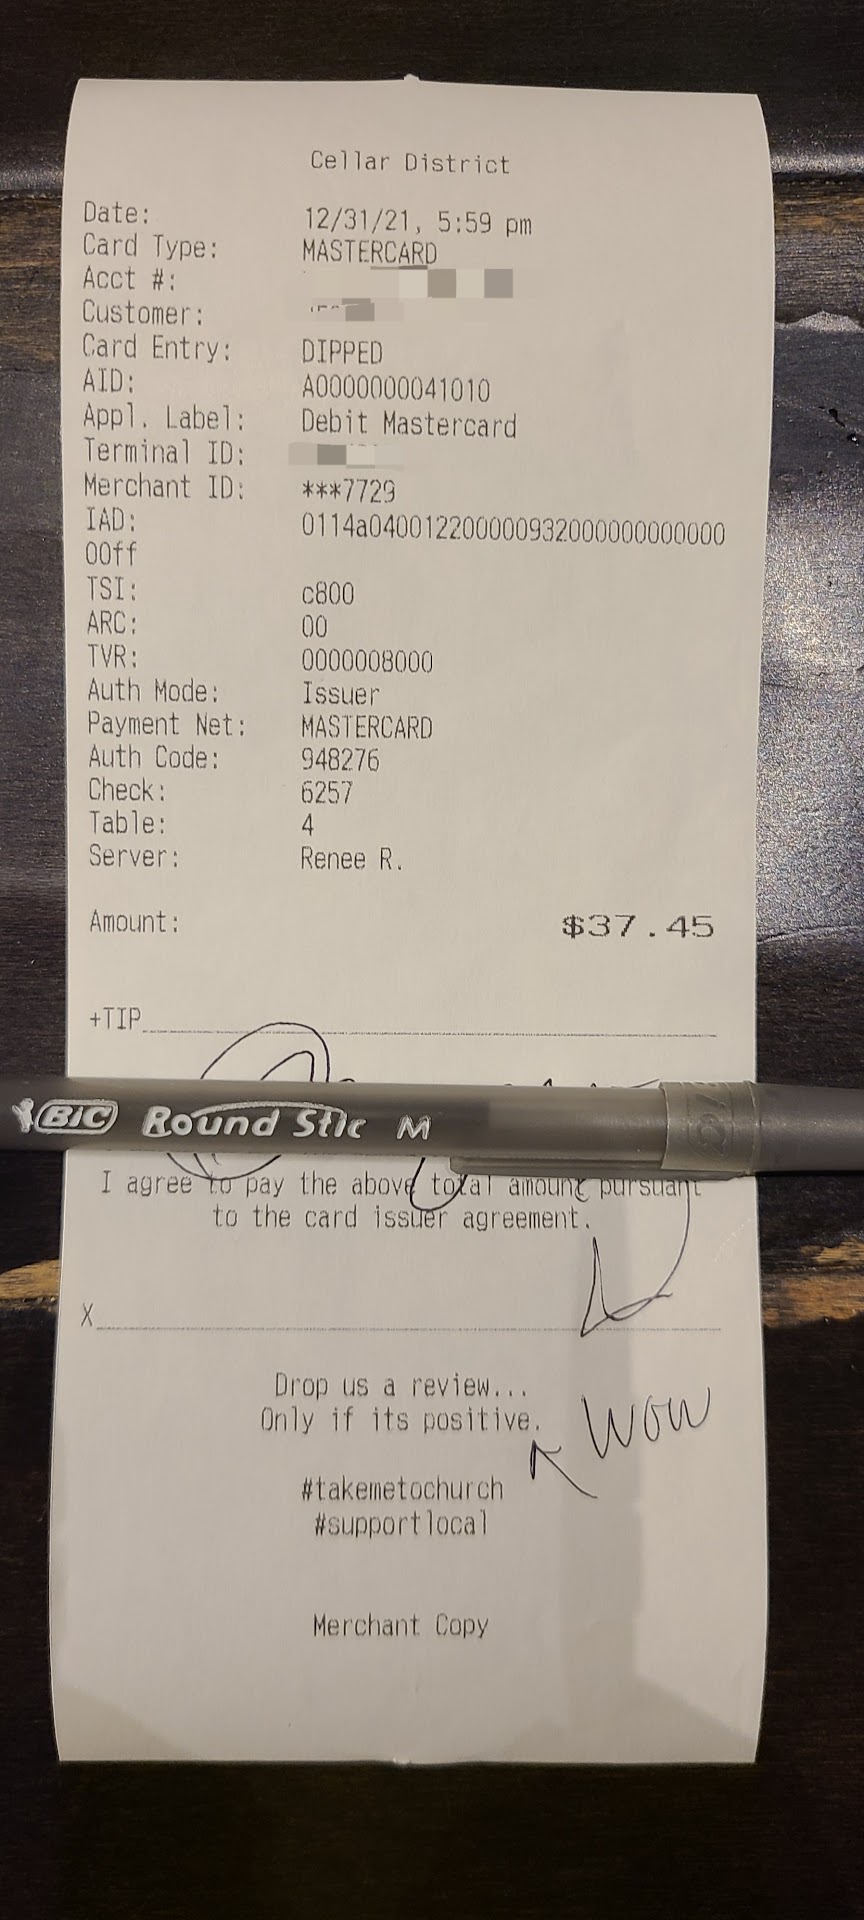 Cellar District
Date: 12/31/21, 5:59 pm
Card Type: MASTERCARD
Acct #:
Customer:
Card Entry: DIPPED
AID: A0000000041010
Appl. Label: Debit Mastercard
Terminal ID:
Merchant ID: ***7729
IAD: 0114a04001220000093200000000000
00ff
TSI: c800
ARC: 00
TVR: 0000008000
Auth Mode: Issuer
Payment Net: MASTERCARD
Auth Code: 948276
Check: 6257
Table: 4
Server: Renee R.
Amount: $37.45
+TIP
BIC Round Stic M
I agree to pay the above total amount pursuant
to the card issuer agreement.
X
Drop us a review...
Only if its positive.
wow
#takemetochurch
#supportlocal
Merchant Copy